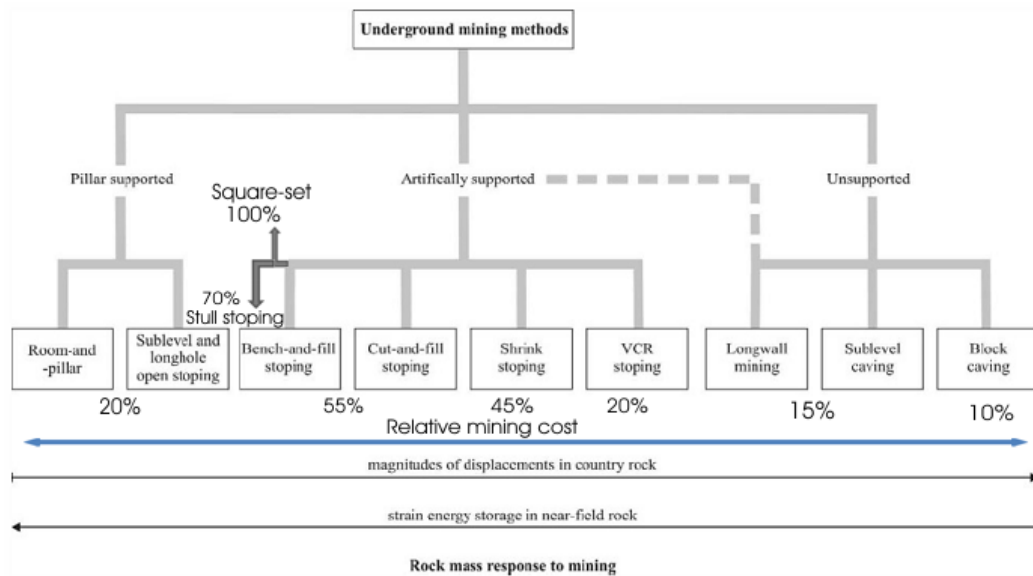 Underground mining methods
Pillar supported
Artifically supported
Unsupported
Square-set
100%
70%
Stull stoping
Room-and
-pillar
Sublevel and
longhole
open stoping
Bench-and-fill
stoping
Cut-and-fill
stoping
Shrink
stoping
VCR
stoping
Longwall
mining
Sublevel
caving
Block
caving
20%
55%
45%
20%
15%
10%
Relative mining cost
magnitudes of displacements in country rock
strain energy storage in near-field rock
Rock mass response to mining